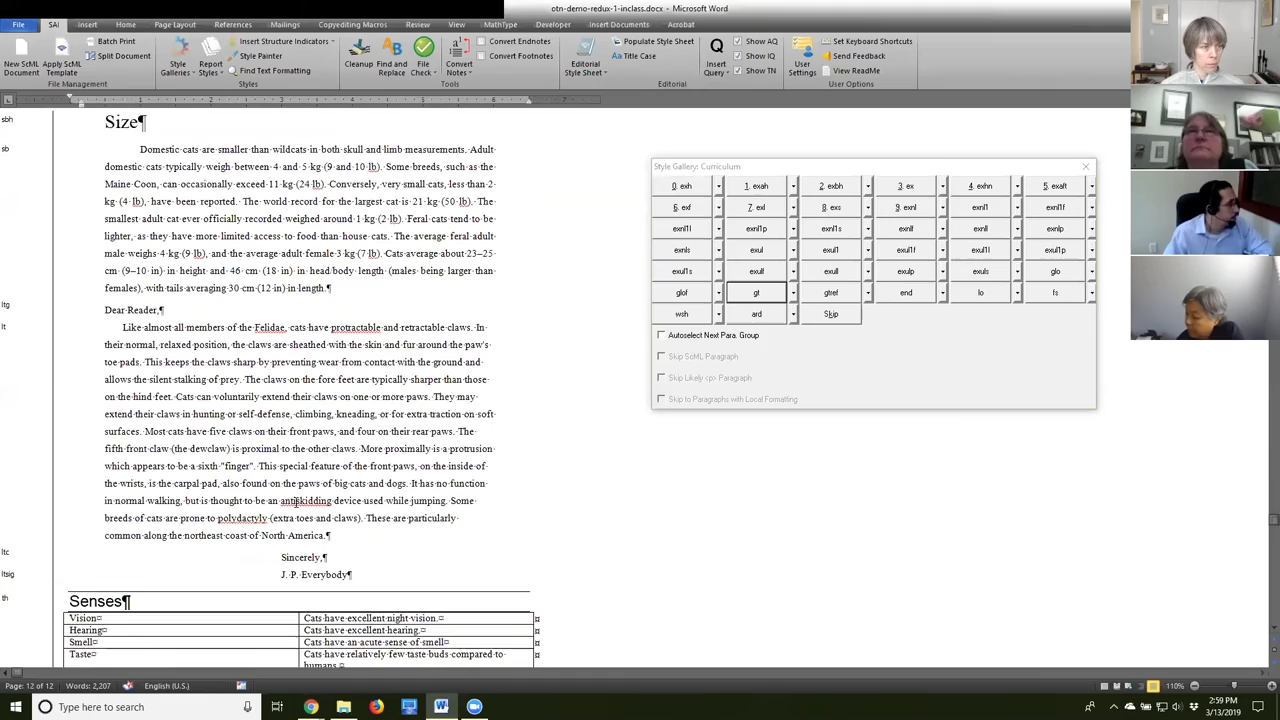 otn-demo-redux-1-inclass.docx - Microsoft Word
File SAI Insert Home Page Layout References Mailings Copyediting Macros Review View MathType Developer Insert Documents Acrobat
New ScML Document
Apply ScML Template
Batch Print
Split Document
File Management
Style Galleries
Report Styles
Insert Structure Indicators
Style Painter
Find Text Formatting
Styles
Cleanup
Find and Replace
File Check
Convert Notes
Convert Endnotes
Convert Footnotes
Tools
Editorial Style Sheet
Populate Style Sheet
Title Case
Editorial
Insert Query
Show AQ
Show IQ
Show TN
User Settings
Set Keyboard Shortcuts
Send Feedback
View ReadMe
User Options
sbh
Size¶
sb
Domestic·cats·are·smaller·than·wildcats·in·both·skull·and·limb·measurements.·Adult·
domestic·cats·typically·weigh·between·4·and·5·kg·(9·and·10·lb).·Some·breeds,·such·as·the·
Maine·Coon,·can·occasionally·exceed·11·kg·(24·lb).·Conversely,·very·small·cats,·less·than·2·
kg·(4·lb),·have·been·reported.·The·world·record·for·the·largest·cat·is·21·kg·(50·lb).·The·
smallest·adult·cat·ever·officially·recorded·weighed·around·1·kg·(2·lb).·Feral·cats·tend·to·be·
lighter,·as·they·have·more·limited·access·to·food·than·house·cats.·The·average·feral·adult·
male·weighs·4·kg·(9·lb),·and·the·average·adult·female·3·kg·(7·lb).·Cats·average·about·23–25·
cm·(9–10·in)·in·height·and·46·cm·(18·in)·in·head/body·length·(males·being·larger·than·
females),·with·tails·averaging·30·cm·(12·in)·in·length.¶
ltg
Dear·Reader,¶
lt
Like·almost·all·members·of·the·Felidae,·cats·have·protractable·and·retractable·claws.·In·
their·normal,·relaxed·position,·the·claws·are·sheathed·with·the·skin·and·fur·around·the·paw's·
toe·pads.·This·keeps·the·claws·sharp·by·preventing·wear·from·contact·with·the·ground·and·
allows·the·silent·stalking·of·prey.·The·claws·on·the·fore·feet·are·typically·sharper·than·those·
on·the·hind·feet.·Cats·can·voluntarily·extend·their·claws·on·one·or·more·paws.·They·may·
extend·their·claws·in·hunting·or·self-defense,·climbing,·kneading,·or·for·extra·traction·on·soft·
surfaces.·Most·cats·have·five·claws·on·their·front·paws,·and·four·on·their·rear·paws.·The·
fifth·front·claw·(the·dewclaw)·is·proximal·to·the·other·claws.·More·proximally·is·a·protrusion·
which·appears·to·be·a·sixth·"finger".·This·special·feature·of·the·front·paws,·on·the·inside·of·
the·wrists,·is·the·carpal·pad,·also·found·on·the·paws·of·big·cats·and·dogs.·It·has·no·function·
in·normal·walking,·but·is·thought·to·be·an·antiskidding·device·used·while·jumping.·Some·
breeds·of·cats·are·prone·to·polydactyly·(extra·toes·and·claws).·These·are·particularly·
common·along·the·northeast·coast·of·North·America.¶
ltc
Sincerely,¶
ltsig
J.·P.·Everybody¶
th
Senses¶
Vision¤ Cats·have·excellent·night·vision.¤ ¤
Hearing¤ Cats·have·excellent·hearing.¤ ¤
Smell¤ Cats·have·an·acute·sense·of·smell¤ ¤
Taste¤ Cats·have·relatively·few·taste·buds·compared·to· ¤
humans.¤
Style Gallery: Curriculum
0. exh 1. exah 2. exbh 3. ex 4. exhn 5. exaft
6. exf 7. exl 8. exs 9. exnl exnl1 exnl1f
exnl1l exnl1p exnl1s exnlf exnll exnlp
exnls exul exul1 exul1f exul1l exul1p
exul1s exulf exull exulp exuls glo
glof gt gtref end lo fs
wsh ard Skip
Autoselect Next Para. Group
Skip ScML Paragraph
Skip Likely <p> Paragraph
Skip to Paragraphs with Local Formatting
Page: 12 of 12 Words: 2,207 English (U.S.) 110%
Type here to search
2:59 PM
3/13/2019